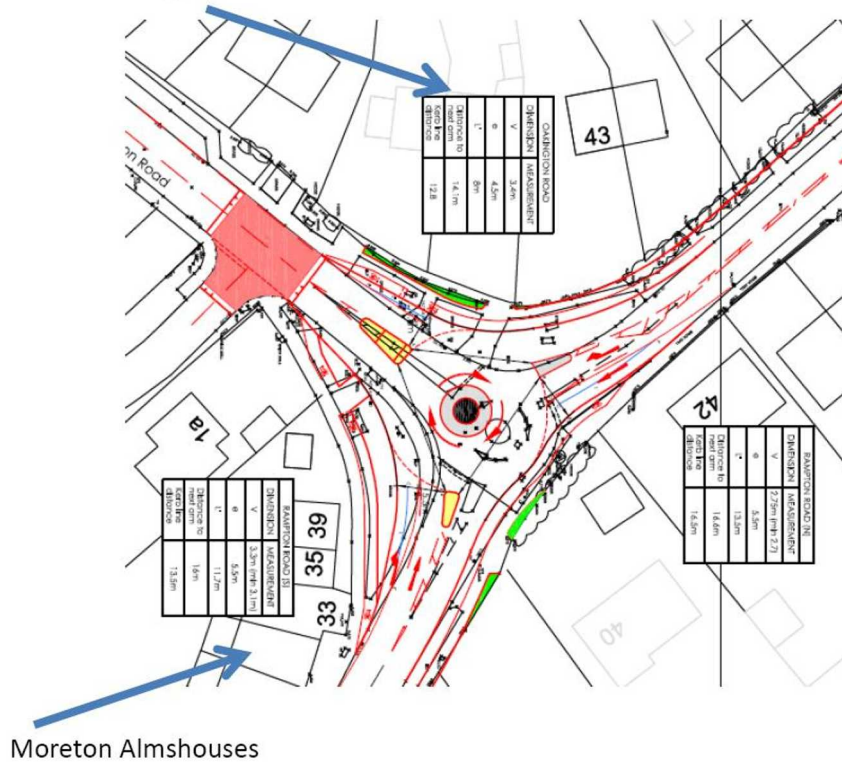 OAKINGTON ROAD
DIMENSION MEASUREMENT
V 3.4m
e 4.5m
L' 8m
Distance to next arm 14.1m
Kerb line distance 12.8
43
on Road
42
RAMPTON ROAD (N)
DIMENSION MEASUREMENT
V 2.75m (min 2.7)
e 5.5m
L' 13.5m
Distance to next arm 16.6m
Kerb line distance 16.5m
1a
RAMPTON ROAD (S)
DIMENSION MEASUREMENT
V 3.3m (min 3.1m)
e 5.5m
L' 11.7m
Distance to next arm 16m
Kerb line distance 13.5m
39
35
33
40
Moreton Almshouses